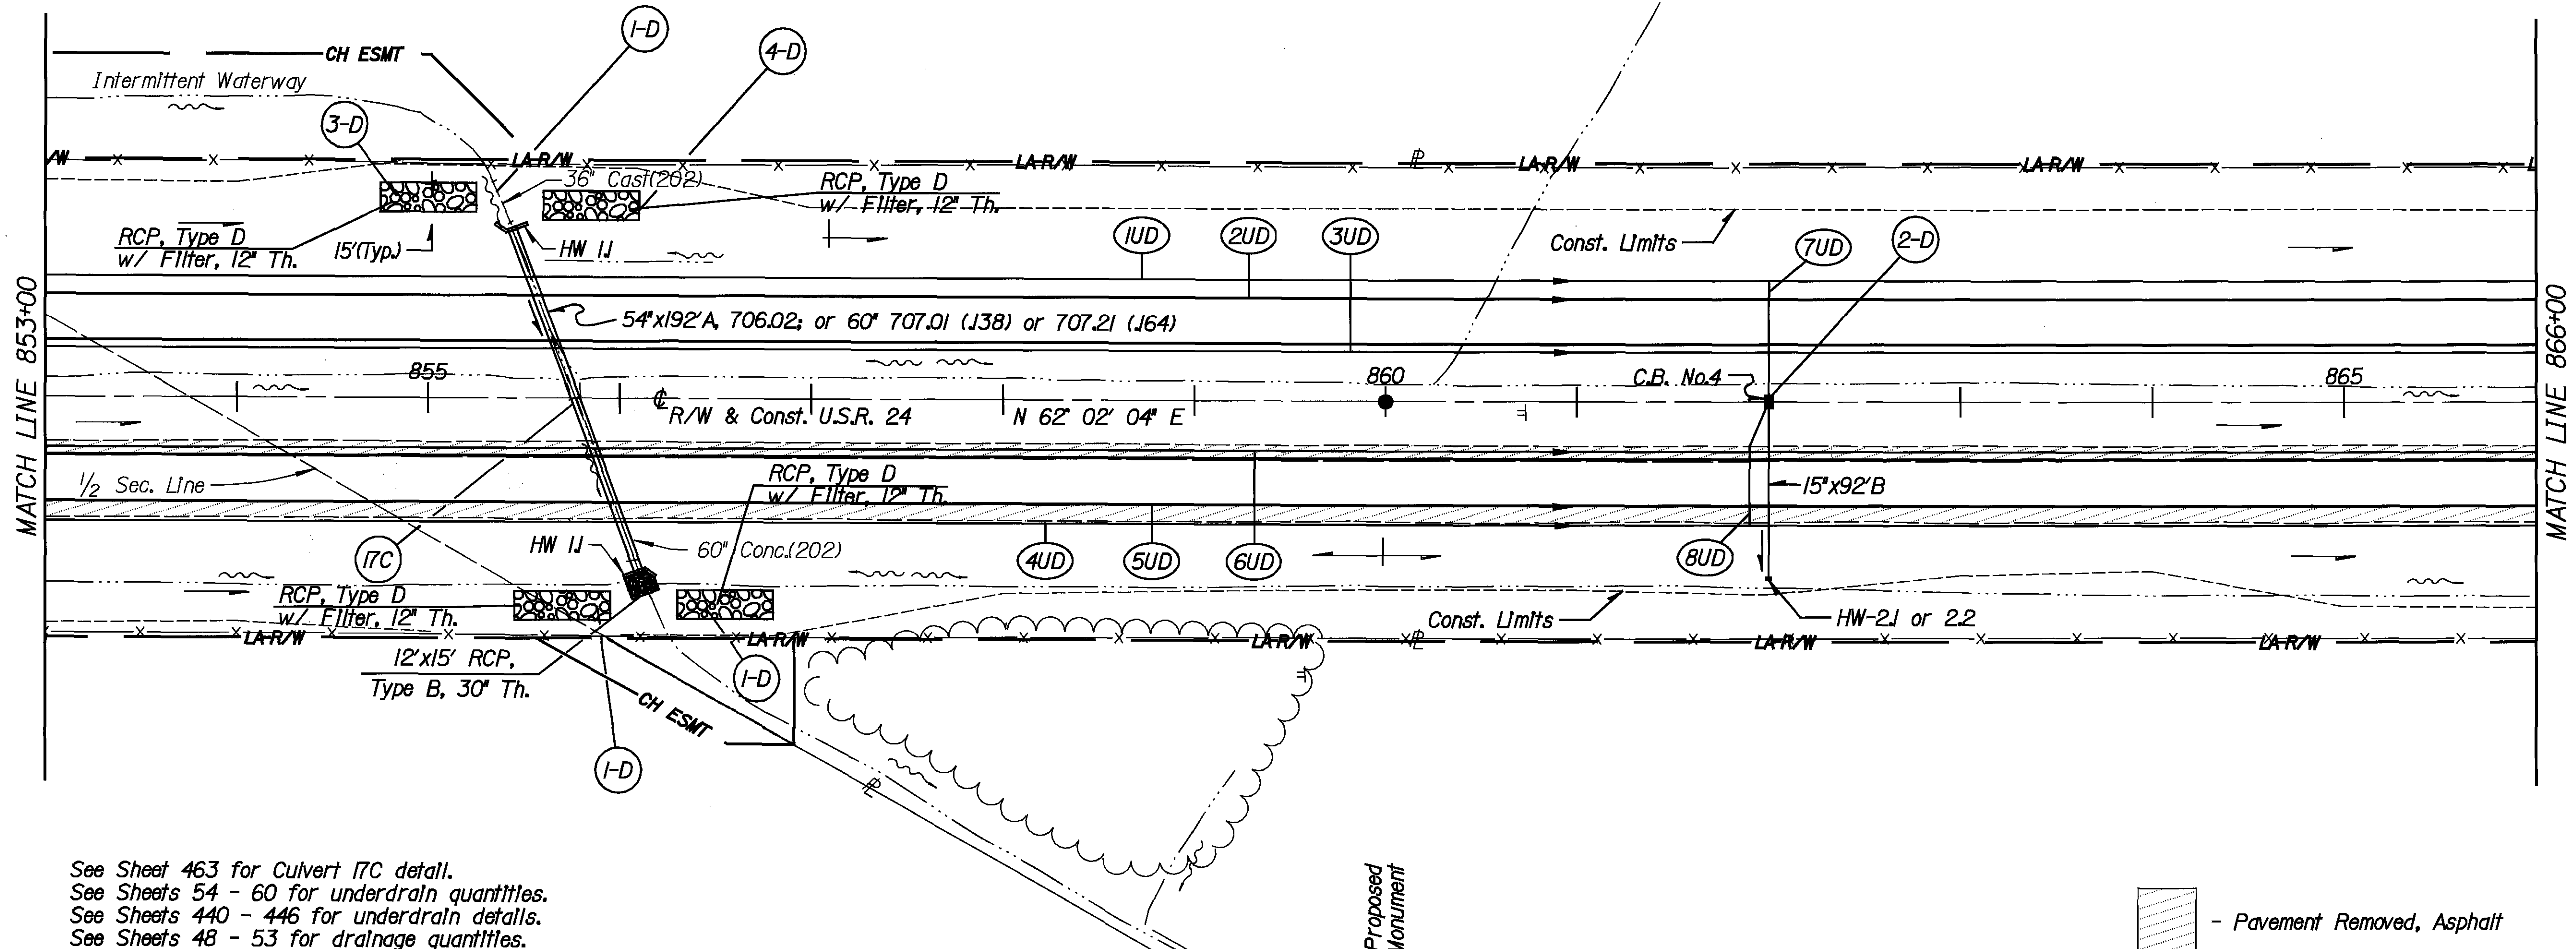 1-D
4-D
CH ESMT
Intermittent Waterway
3-D
/W
LA R/W
LA R/W
LA R/W
LA R/W
L
36" Cast(202)
RCP, Type D
w/ Filter, 12" Th.
RCP, Type D
w/ Filter, 12" Th.
15'(Typ.)
HW 1.1
1UD
2UD
3UD
Const. Limits
7UD
2-D
54"x192'A, 706.02; or 60" 707.01 (.138) or 707.21 (.164)
MATCH LINE 853+00
MATCH LINE 866+00
855
860
C.B. No.4
865
℄ R/W & Const. U.S.R. 24
N 62° 02' 04" E
1/2 Sec. Line
RCP, Type D
w/ Filter, 12" Th.
15"x92'B
17C
HW 1.1
60" Conc.(202)
4UD
5UD
6UD
8UD
RCP, Type D
w/ Filter, 12" Th.
Const. Limits
HW-2.1 or 2.2
LA R/W
LA R/W
LA R/W
LA R/W
LA R/W
12'x15' RCP,
Type B, 30" Th.
1-D
CH ESMT
1-D
See Sheet 463 for Culvert 17C detail.
See Sheets 54 - 60 for underdrain quantities.
See Sheets 440 - 446 for underdrain details.
See Sheets 48 - 53 for drainage quantities.
Proposed
Monument
- Pavement Removed, Asphalt